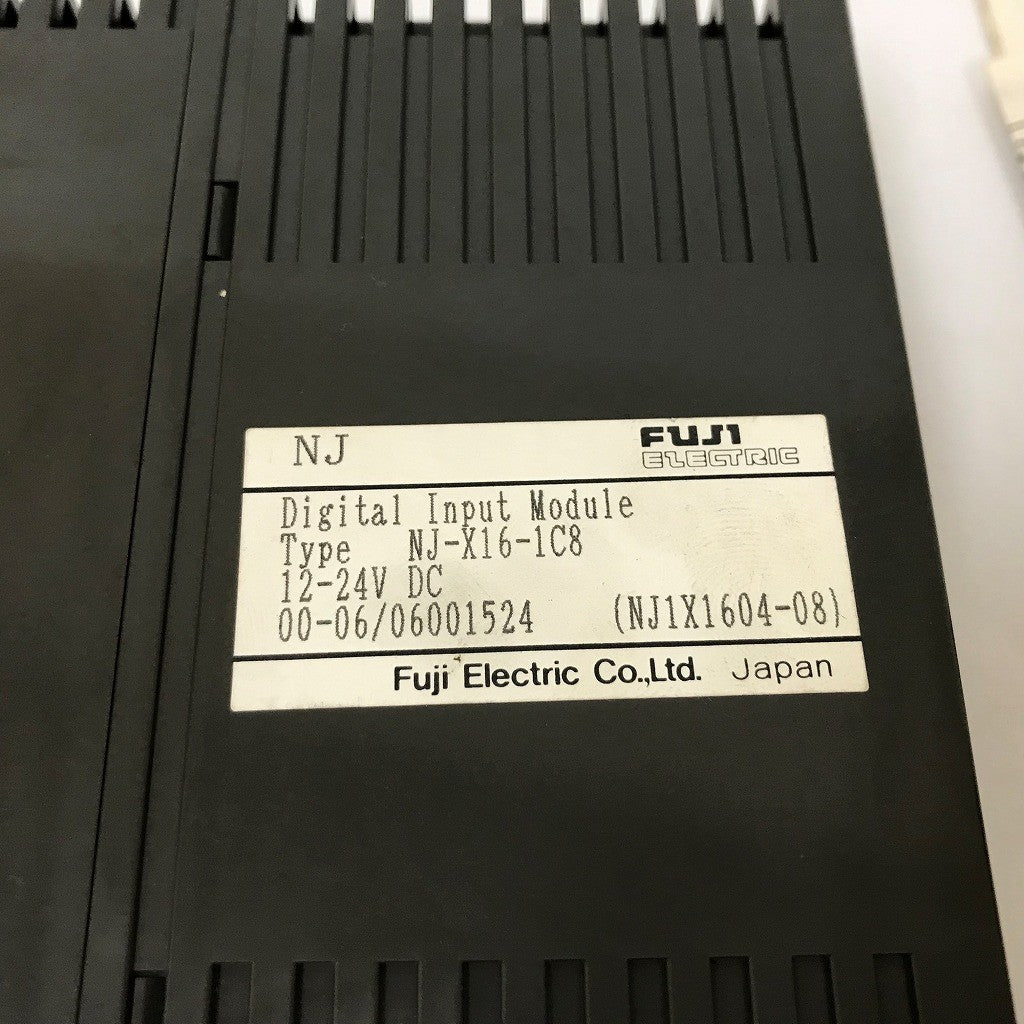 NJ FUJI
ELECTRIC
Digital Input Module
Type NJ-X16-1C8
12-24V DC
00-06/06001524 (NJ1X1604-08)
Fuji Electric Co.,Ltd. Japan